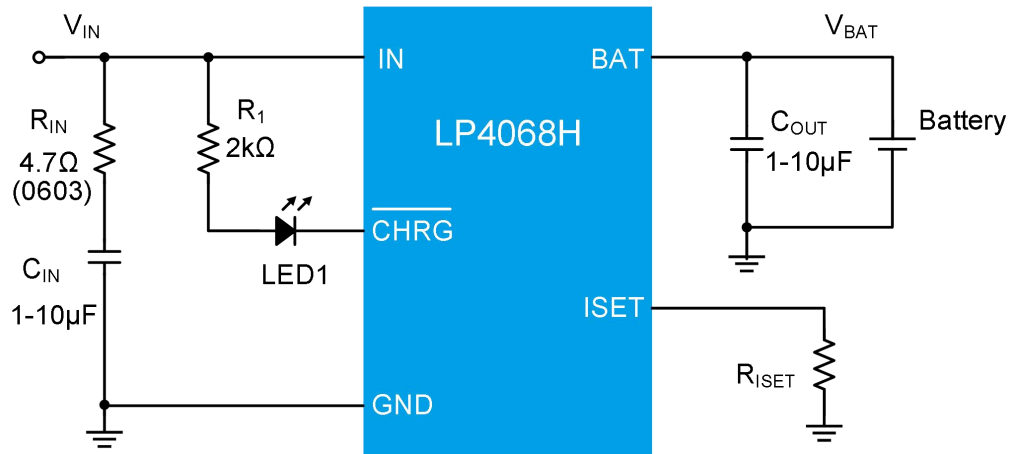 VIN
VBAT
IN
BAT
RIN
4.7Ω
(0603)
R1
2kΩ
LP4068H
COUT
1-10µF
Battery
CHRG
LED1
CIN
1-10µF
ISET
RISET
GND